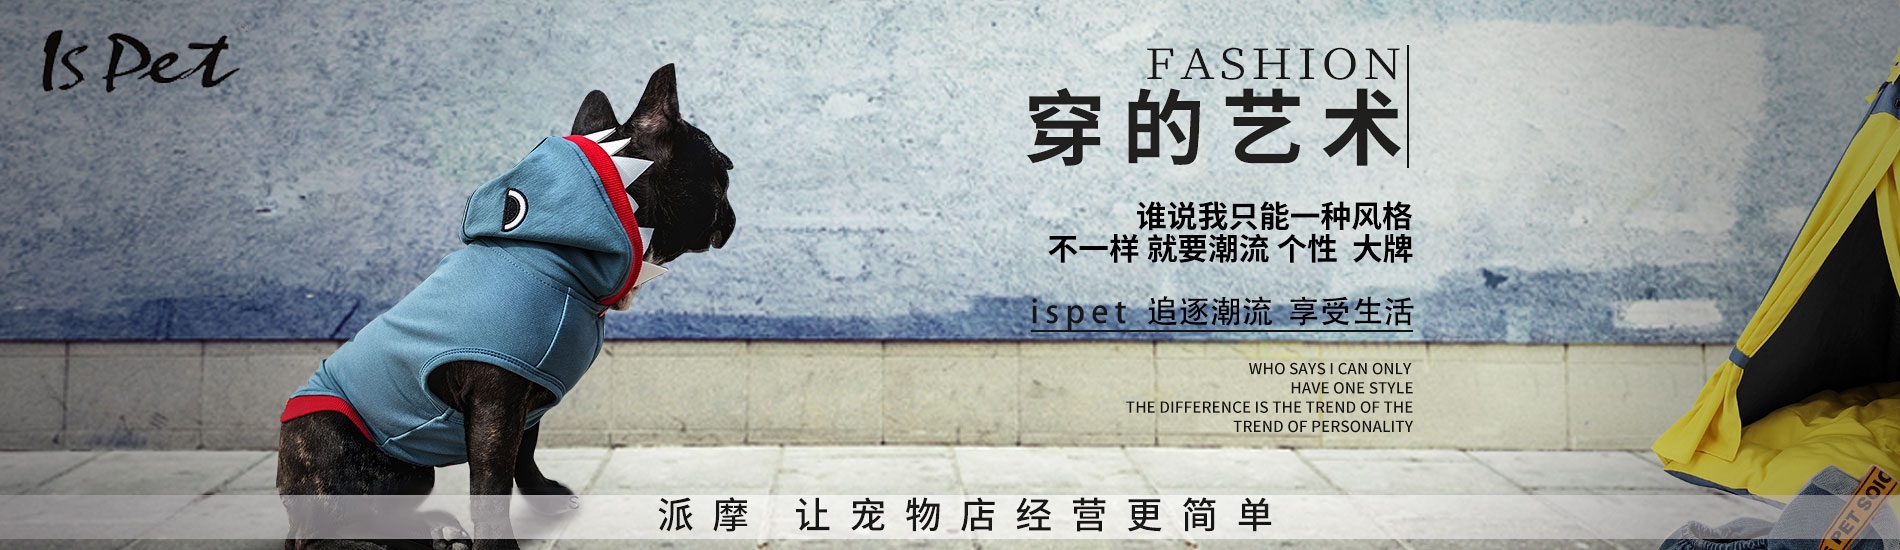 Is Pet
FASHION
穿的艺术
谁说我只能一种风格
不一样 就要潮流 个性 大牌
ispet 追逐潮流 享受生活
WHO SAYS I CAN ONLY
HAVE ONE STYLE
THE DIFFERENCE IS THE TREND OF THE
TREND OF PERSONALITY
派摩 让宠物店经营更简单
PET SOIC